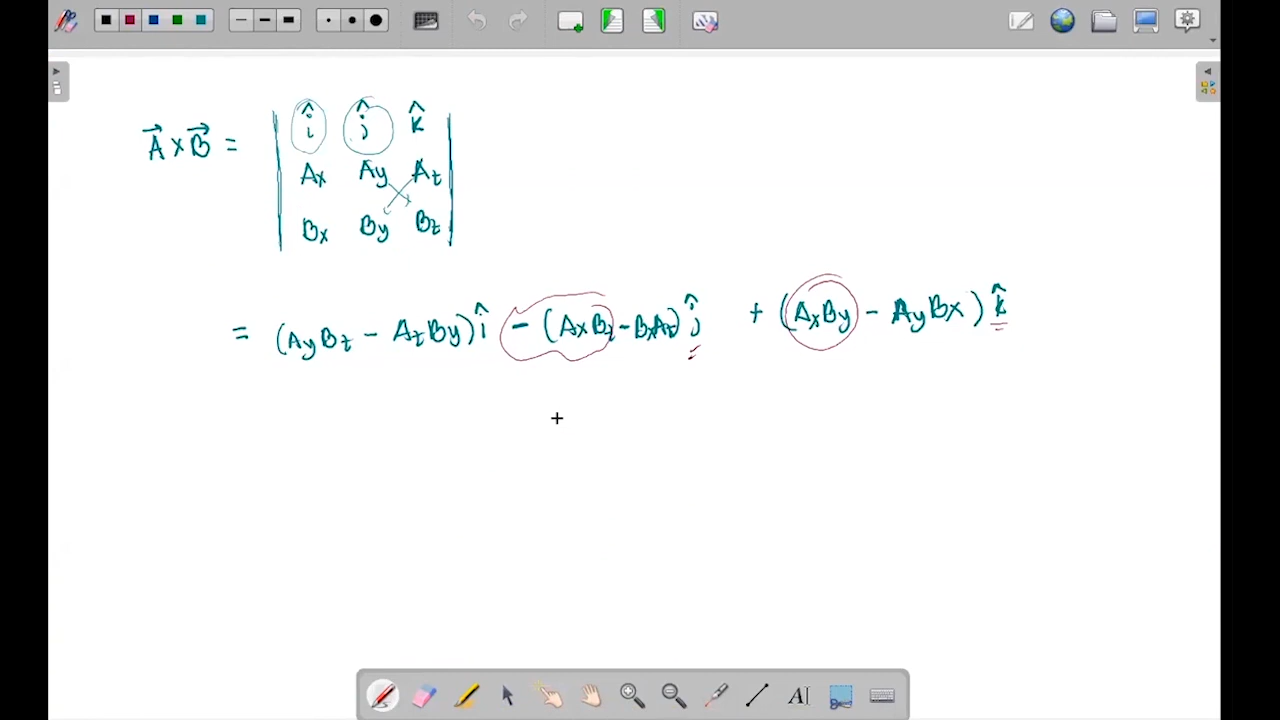 A⃗ x B⃗ = | î ĵ k̂ |
| Ax Ay Az |
| Bx By Bz |
= (AyBz - AzBy) î - (AxBz - BxAz) ĵ + (AxBy - AyBx) k̂